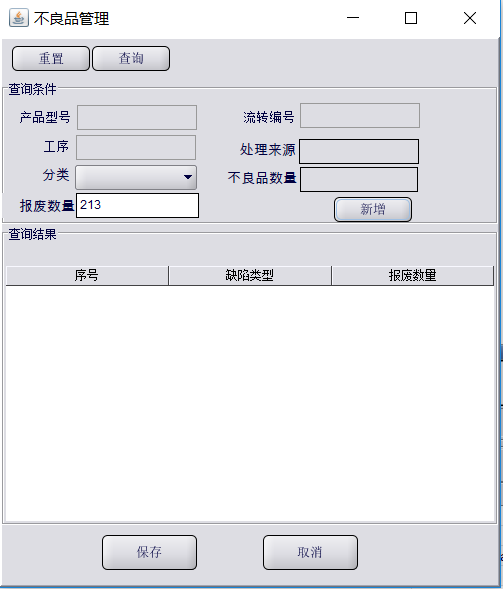 不良品管理
重置 查询
查询条件
产品型号 流转编号
工序 处理来源
分类 不良品数量
报废数量 213 新增
查询结果
序号 缺陷类型 报废数量
保存 取消